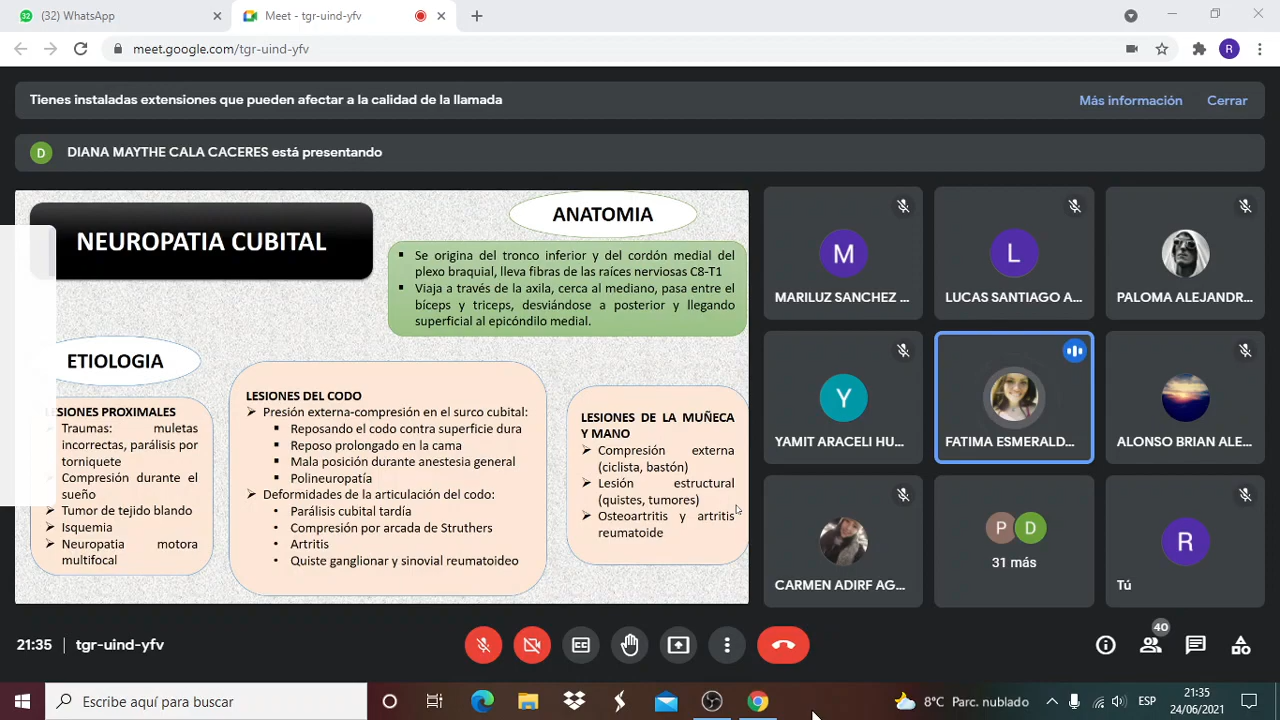 (32) WhatsApp
Meet - tgr-uind-yfv
meet.google.com/tgr-uind-yfv
R
Tienes instaladas extensiones que pueden afectar a la calidad de la llamada
Más información
Cerrar
D
DIANA MAYTHE CALA CACERES está presentando
NEUROPATIA CUBITAL
ANATOMIA
Se origina del tronco inferior y del cordón medial del
plexo braquial, lleva fibras de las raíces nerviosas C8-T1
Viaja a través de la axila, cerca al mediano, pasa entre el
bíceps y triceps, desviándose a posterior y llegando
superficial al epicóndilo medial.
ETIOLOGIA
ESIONES PROXIMALES
Traumas: muletas
incorrectas, parálisis por
torniquete
Compresión durante el
sueño
Tumor de tejido blando
Isquemia
Neuropatia motora
multifocal
LESIONES DEL CODO
Presión externa-compresión en el surco cubital:
Reposando el codo contra superficie dura
Reposo prolongado en la cama
Mala posición durante anestesia general
Polineuropatía
Deformidades de la articulación del codo:
Parálisis cubital tardía
Compresión por arcada de Struthers
Artritis
Quiste ganglionar y sinovial reumatoideo
LESIONES DE LA MUÑECA
Y MANO
Compresión externa
(ciclista, bastón)
Lesión estructural
(quistes, tumores)
Osteoartritis y artritis
reumatoide
M
MARILUZ SANCHEZ ...
L
LUCAS SANTIAGO A...
PALOMA ALEJANDR...
Y
YAMIT ARACELI HU...
FATIMA ESMERALD...
ALONSO BRIAN ALE...
CARMEN ADIRF AG...
P
D
31 más
R
Tú
21:35
tgr-uind-yfv
40
Escribe aquí para buscar
8°C Parc. nublado
ESP
21:35
24/06/2021